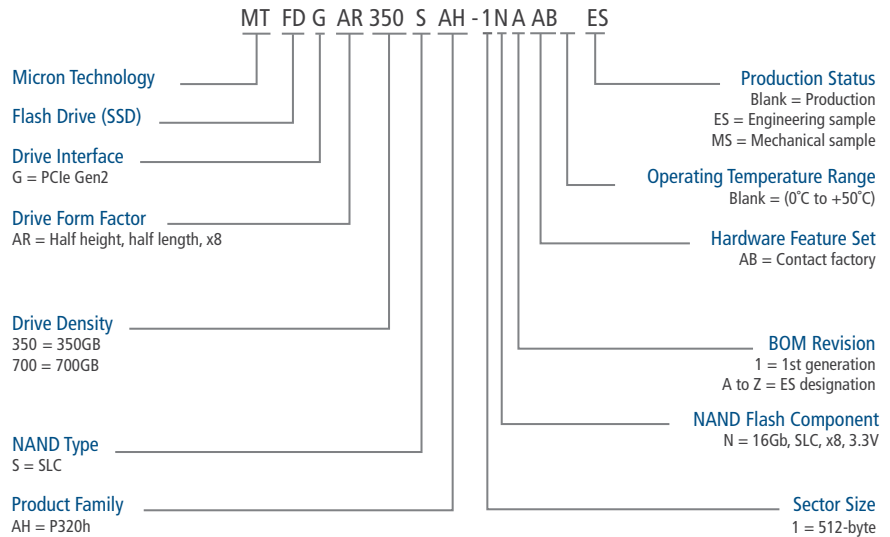 MT FD G AR 350 S AH - 1 N A AB ES
Micron Technology
Flash Drive (SSD)
Drive Interface
G = PCIe Gen2
Drive Form Factor
AR = Half height, half length, x8
Drive Density
350 = 350GB
700 = 700GB
NAND Type
S = SLC
Product Family
AH = P320h
Production Status
Blank = Production
ES = Engineering sample
MS = Mechanical sample
Operating Temperature Range
Blank = (0˚C to +50˚C)
Hardware Feature Set
AB = Contact factory
BOM Revision
1 = 1st generation
A to Z = ES designation
NAND Flash Component
N = 16Gb, SLC, x8, 3.3V
Sector Size
1 = 512-byte